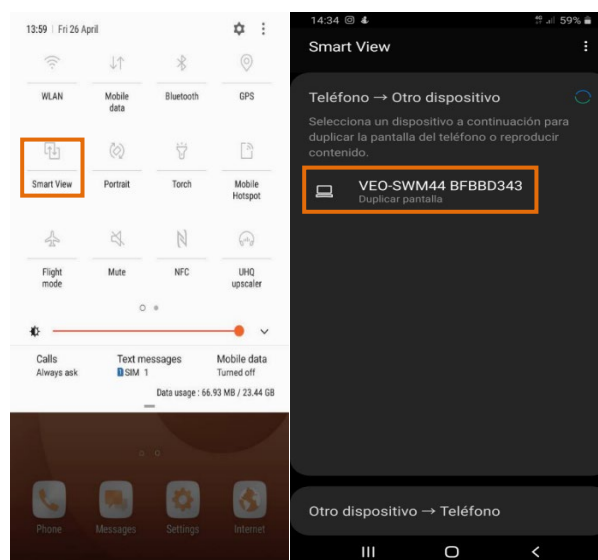 13:59 Fri 26 April
WLAN
Mobile
data
Bluetooth
GPS
Smart View
Portrait
Torch
Mobile
Hotspot
Flight
mode
Mute
NFC
UHQ
upscaler
Calls
Always ask
Text messages
SIM 1
Mobile data
Turned off
Data usage : 66.93 MB / 23.44 GB
Phone
Messages
Settings
Internet
14:34
59%
Smart View
Teléfono → Otro dispositivo
Selecciona un dispositivo a continuación para
duplicar la pantalla del teléfono o reproducir
contenido.
VEO-SWM44 BFBBD343
Duplicar pantalla
Otro dispositivo → Teléfono